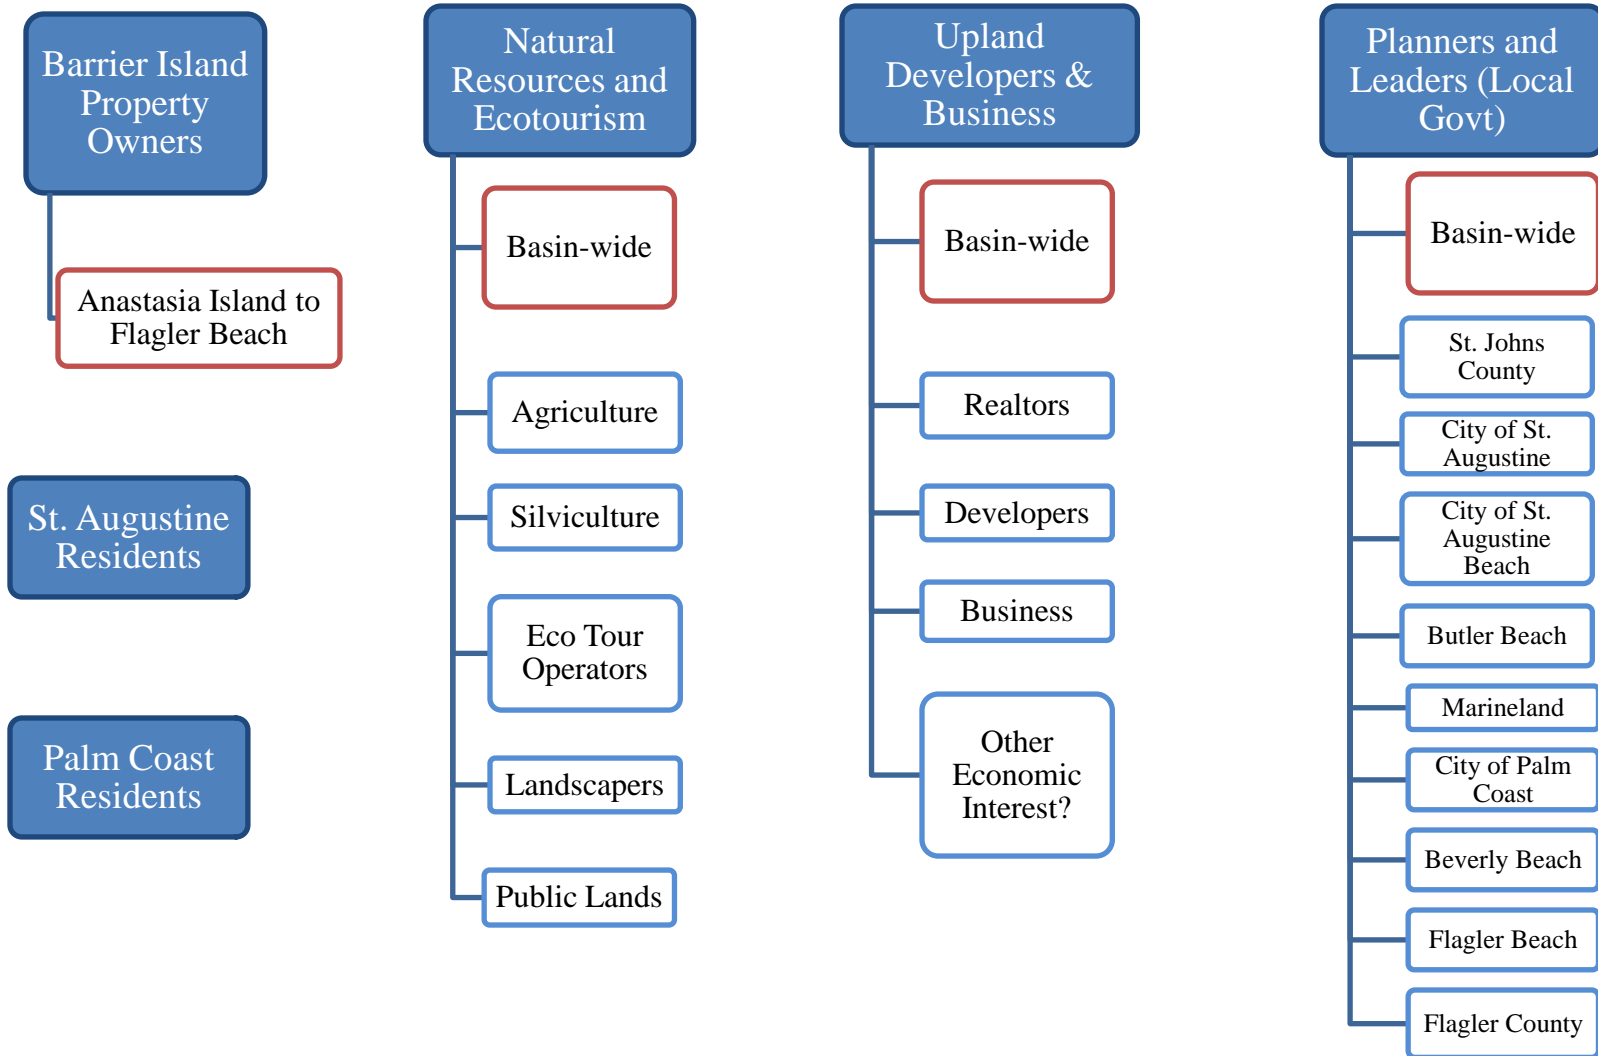 Barrier Island
Property
Owners
Anastasia Island to
Flagler Beach
St. Augustine
Residents
Palm Coast
Residents
Natural
Resources and
Ecotourism
Basin-wide
Agriculture
Silviculture
Eco Tour
Operators
Landscapers
Public Lands
Upland
Developers &
Business
Basin-wide
Realtors
Developers
Business
Other
Economic
Interest?
Planners and
Leaders (Local
Govt)
Basin-wide
St. Johns
County
City of St.
Augustine
City of St.
Augustine
Beach
Butler Beach
Marineland
City of Palm
Coast
Beverly Beach
Flagler Beach
Flagler County